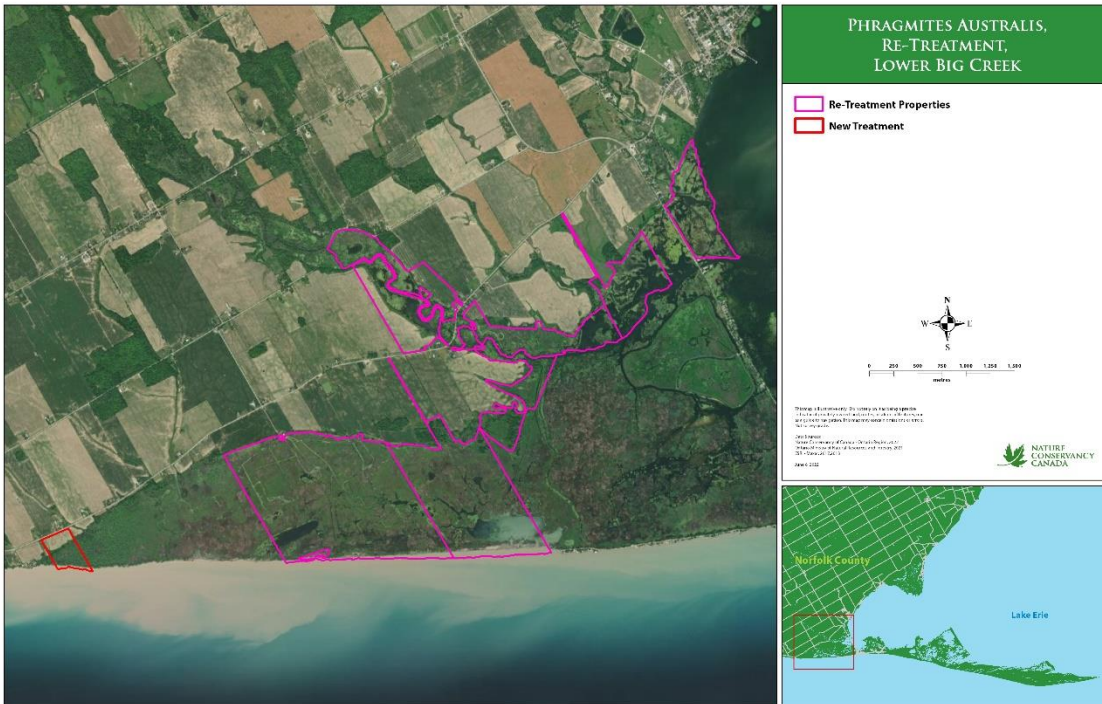 PHRAGMITES AUSTRALIS,
RE-TREATMENT,
LOWER BIG CREEK
Re-Treatment Properties
New Treatment
N
W E
S
0 250 500 750 1,000 1,250 1,500
metres
NATURE
CONSERVANCY
CANADA
Norfolk County
Lake Erie